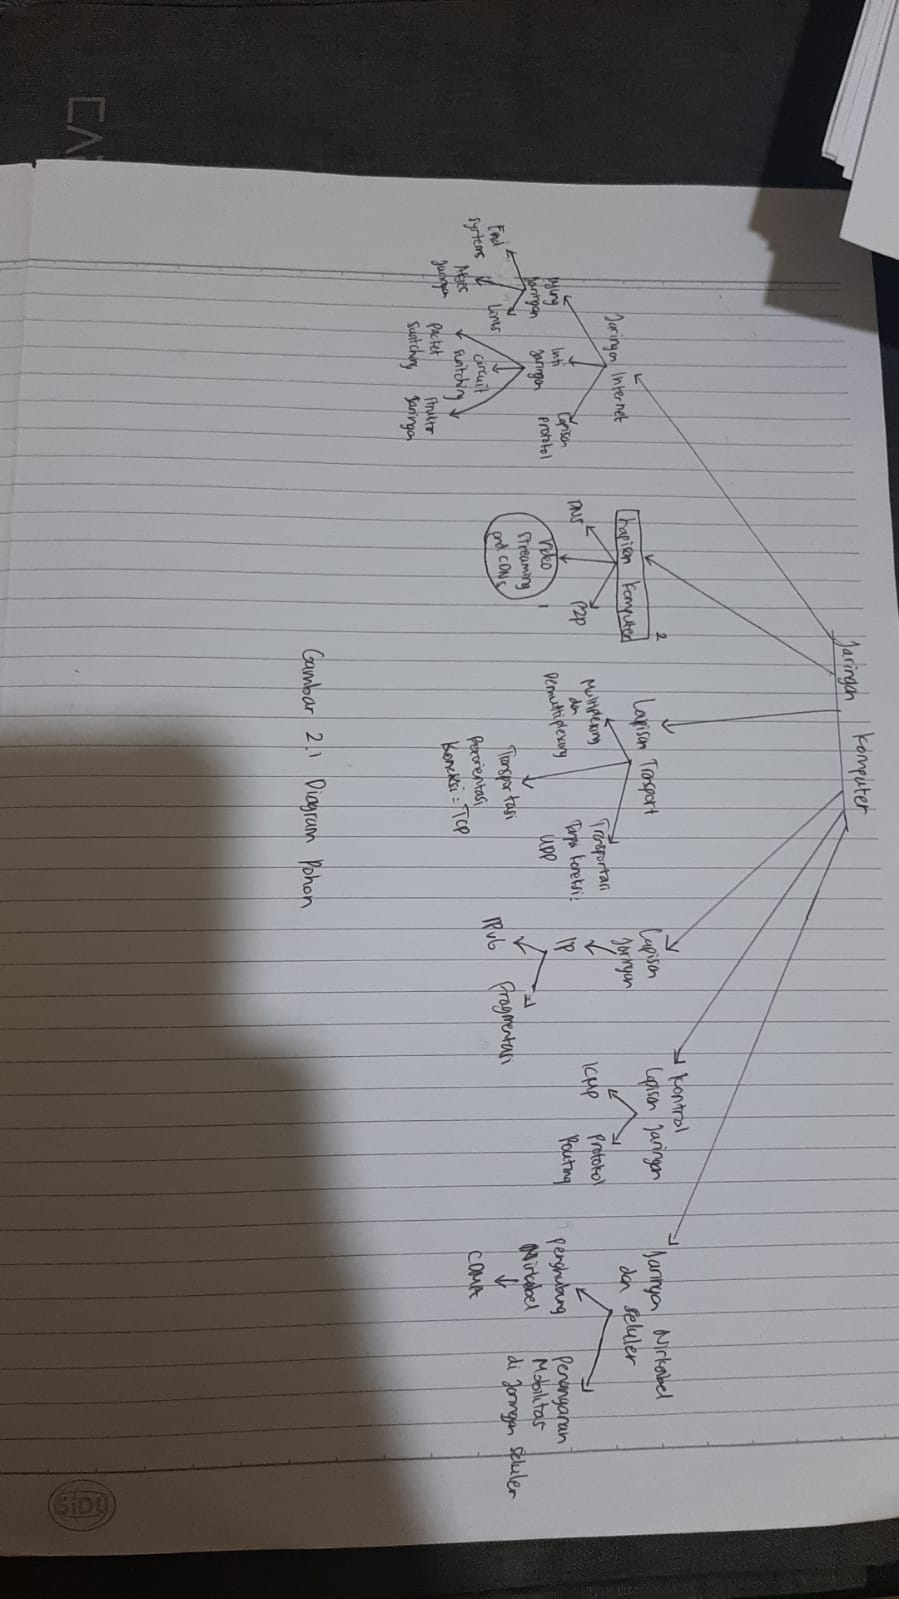 Jaringan Komputer
Jaringan Internet
Ujung
Jaringan
End
systems
Akses
Jaringan
Links
Inti
Jaringan
Packet
Switching
circuit
switching
Struktur
Jaringan
Lapisan
protokol
2
Lapisan Komputer
DNS
Video
Streaming
and CDNs
1
P2P
Lapisan Transport
Multiplexing
dan
Demultiplexing
Transportasi
Berorientasi
Koneksi : TCP
Transportasi
Tanpa Koneksi :
UDP
Lapisan
Jaringan
IP
IPv6
Fragmentasi
Kontrol
Lapisan Jaringan
ICMP
Protokol
Routing
Jaringan Nirkabel
dan Seluler
Penghubung
Nirkabel
CDMA
Penanganan
Mobilitas
di Jaringan Seluler
Gambar 2.1 Diagram Pohon
SIDU